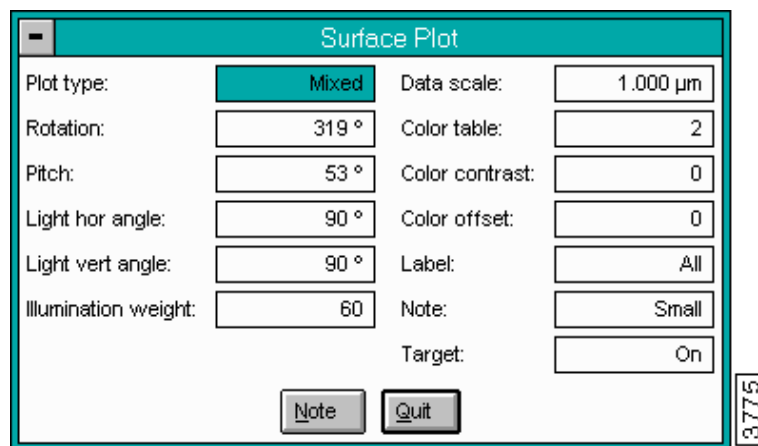 Surface Plot
Plot type: Mixed
Rotation: 319 °
Pitch: 53 °
Light hor angle: 90 °
Light vert angle: 90 °
Illumination weight: 60
Data scale: 1.000 µm
Color table: 2
Color contrast: 0
Color offset: 0
Label: All
Note: Small
Target: On
Note
Quit
3775